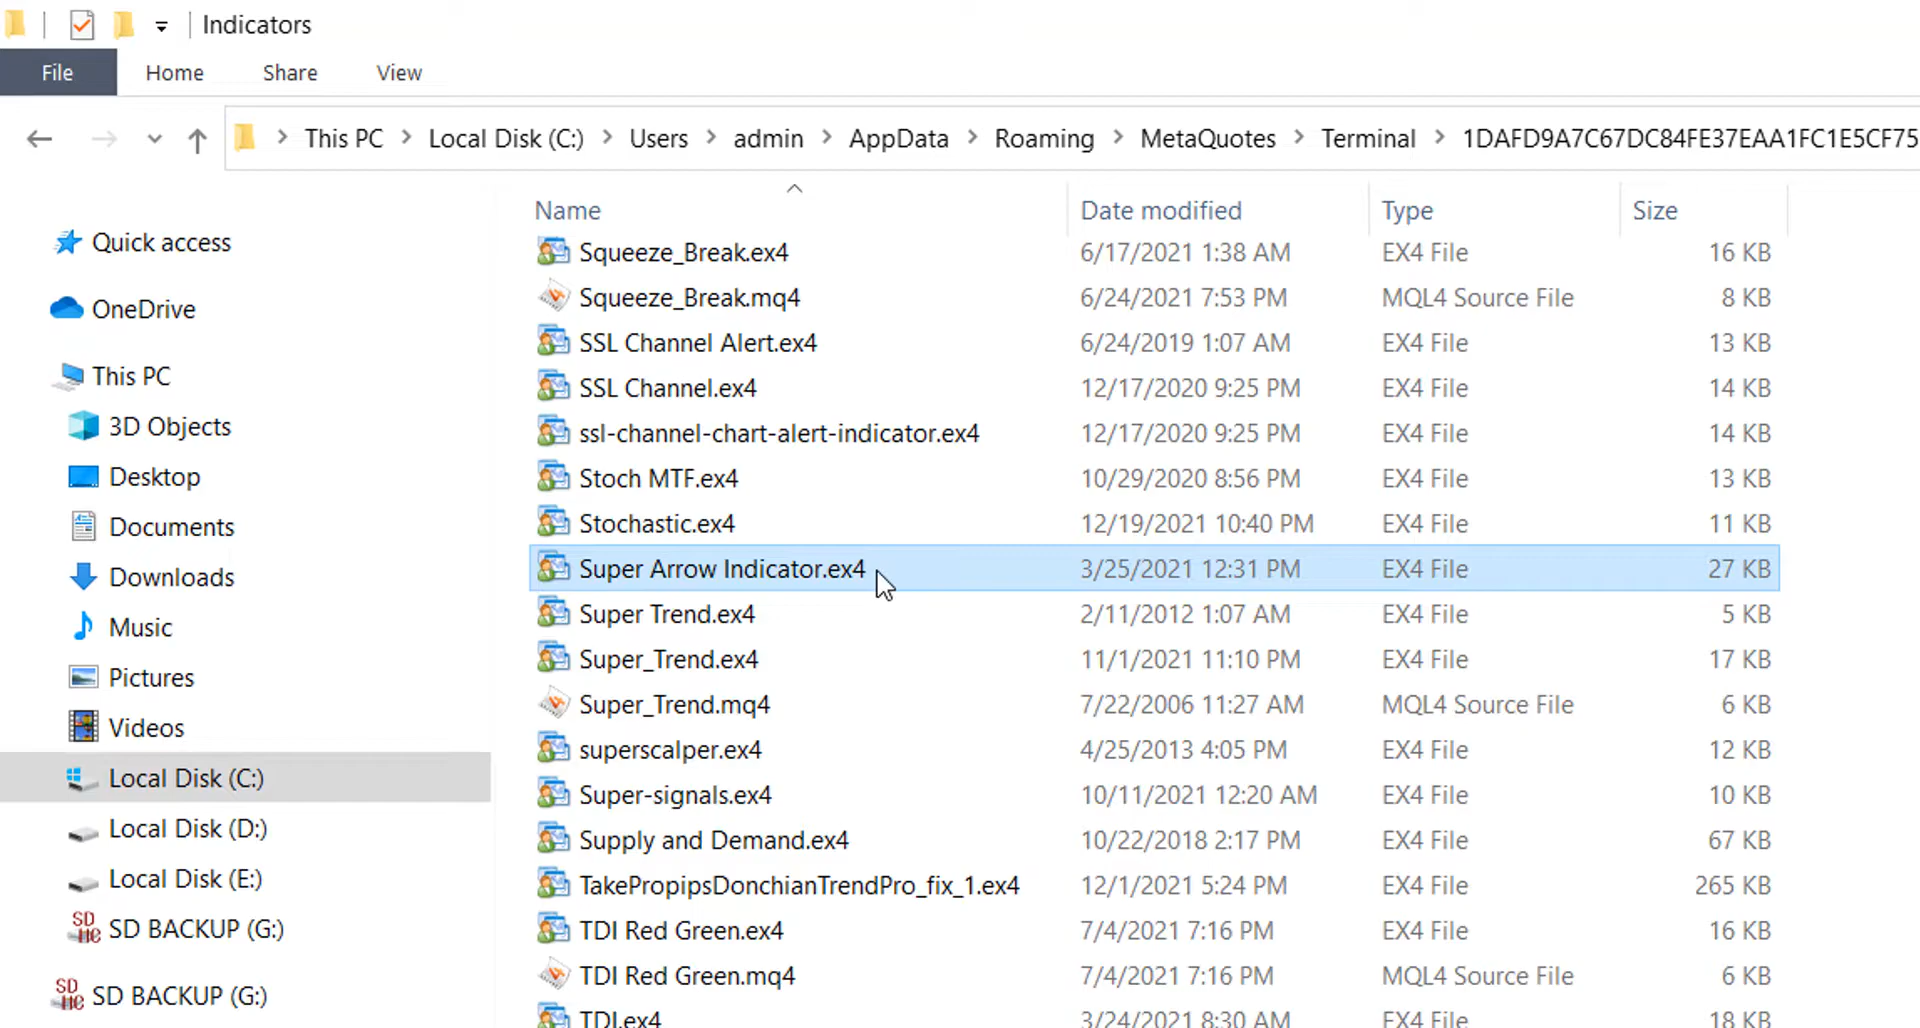 Indicators
File Home Share View
This PC Local Disk (C:) Users admin AppData Roaming MetaQuotes Terminal 1DAFD9A7C67DC84FE37EAA1FC1E5CF75
Name Date modified Type Size
Quick access
OneDrive
This PC
3D Objects
Desktop
Documents
Downloads
Music
Pictures
Videos
Local Disk (C:)
Local Disk (D:)
Local Disk (E:)
SD BACKUP (G:)
SD BACKUP (G:)
Squeeze_Break.ex4 6/17/2021 1:38 AM EX4 File 16 KB
Squeeze_Break.mq4 6/24/2021 7:53 PM MQL4 Source File 8 KB
SSL Channel Alert.ex4 6/24/2019 1:07 AM EX4 File 13 KB
SSL Channel.ex4 12/17/2020 9:25 PM EX4 File 14 KB
ssl-channel-chart-alert-indicator.ex4 12/17/2020 9:25 PM EX4 File 14 KB
Stoch MTF.ex4 10/29/2020 8:56 PM EX4 File 13 KB
Stochastic.ex4 12/19/2021 10:40 PM EX4 File 11 KB
Super Arrow Indicator.ex4 3/25/2021 12:31 PM EX4 File 27 KB
Super Trend.ex4 2/11/2012 1:07 AM EX4 File 5 KB
Super_Trend.ex4 11/1/2021 11:10 PM EX4 File 17 KB
Super_Trend.mq4 7/22/2006 11:27 AM MQL4 Source File 6 KB
superscalper.ex4 4/25/2013 4:05 PM EX4 File 12 KB
Super-signals.ex4 10/11/2021 12:20 AM EX4 File 10 KB
Supply and Demand.ex4 10/22/2018 2:17 PM EX4 File 67 KB
TakePropipsDonchianTrendPro_fix_1.ex4 12/1/2021 5:24 PM EX4 File 265 KB
TDI Red Green.ex4 7/4/2021 7:16 PM EX4 File 16 KB
TDI Red Green.mq4 7/4/2021 7:16 PM MQL4 Source File 6 KB
TDI.ex4 3/24/2021 8:30 AM EX4 File 18 KB